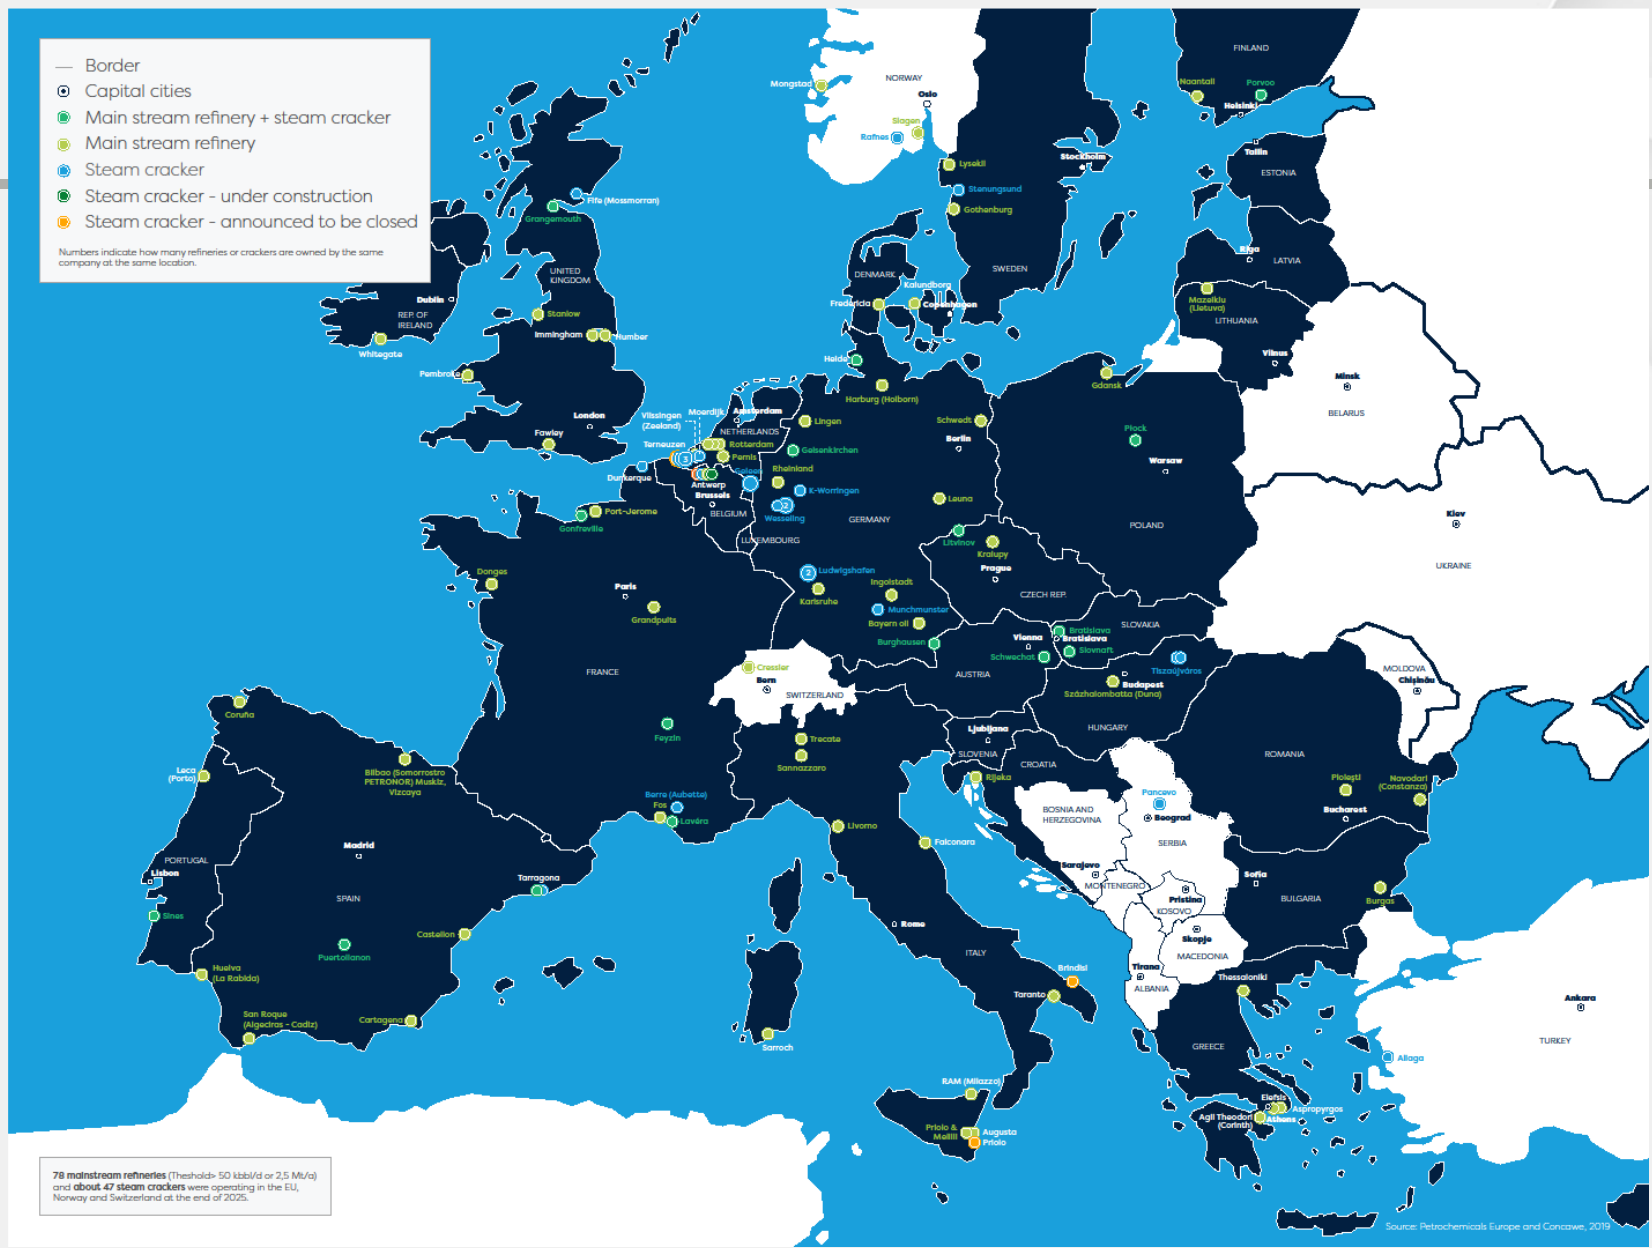 Border
Capital cities
Main stream refinery + steam cracker
Main stream refinery
Steam cracker
Steam cracker - under construction
Steam cracker - announced to be closed
Numbers indicate how many refineries or crackers are owned by the same
company at the same location.
FINLAND
Naantali
Porvoo
Helsinki
NORWAY
Mongstad
Oslo
Slagen
Rafnes
Lysekil
Stockholm
Tallin
ESTONIA
Stenungsund
Gothenburg
Fife (Mossmorran)
Grangemouth
Riga
LATVIA
SWEDEN
DENMARK
Kalundborg
Fredericia
Copenhagen
UNITED
KINGDOM
Dublin
REP. OF
IRELAND
Stanlow
Immingham
Humber
Whitegate
Pembroke
Mazeikiu
(Lietuva)
LITHUANIA
Vilnus
Heide
Minsk
BELARUS
Gdansk
Harburg (Holborn)
London
Fawley
Vlissingen
(Zeeland)
Moerdijk
Amsterdam
NETHERLANDS
Lingen
Schwedt
Berlin
Terneuzen
3
Rotterdam
Pernis
Gelsenkirchen
Płock
Warsaw
Dunkerque
Antwerp
Brussels
Geleen
Rheinland
K-Worringen
2
Wesseling
Leuna
BELGIUM
GERMANY
POLAND
Kiev
UKRAINE
Port-Jerome
Gonfreville
LUXEMBOURG
Litvinov
Kralupy
Prague
CZECH REP.
Donges
Paris
Grandpuits
2
Ludwigshafen
Karlsruhe
Ingolstadt
Munchmunster
Bayern oil
Burghausen
SLOVAKIA
Vienna
Bratislava
Bratislava
Slovnaft
Schwechat
Tiszaújváros
FRANCE
Cressier
Bern
SWITZERLAND
AUSTRIA
Budapest
Százhalombatta (Duna)
HUNGARY
MOLDOVA
Chişinău
Coruña
Feyzin
Trecate
Sannazzaro
Ljubljana
SLOVENIA
CROATIA
Rijeka
ROMANIA
Leca
(Porto)
Bilbao (Somorrostro
PETRONOR) Muskiz,
Vizcaya
Berre (Aubette)
Fos
Lavéra
Livorno
Falconara
BOSNIA AND
HERZEGOVINA
Pancevo
Beograd
SERBIA
Ploieşti
Navodari
(Constanza)
Bucharest
Madrid
PORTUGAL
Lisbon
Tarragona
SPAIN
Sines
Sarajevo
MONTENEGRO
Pristina
KOSOVO
Sofia
BULGARIA
Burgas
Castellon
Puertollanon
Rome
ITALY
Skopje
MACEDONIA
Tirana
ALBANIA
Thessaloniki
Huelva
(La Rabida)
Brindisi
Taranto
Ankara
TURKEY
San Roque
(Algeciras - Cadiz)
Cartagena
Sarroch
GREECE
Aliaga
RAM (Milazzo)
Elefsis
Aspropyrgos
Agii Theodori
(Corinth)
Athens
Priolo &
Melilli
Augusta
Priolo
78 mainstream refineries (Theshold> 50 kbbl/d or 2,5 Mt/a)
and about 47 steam crackers were operating in the EU,
Norway and Switzerland at the end of 2025.
Source: Petrochemicals Europe and Concawe, 2019